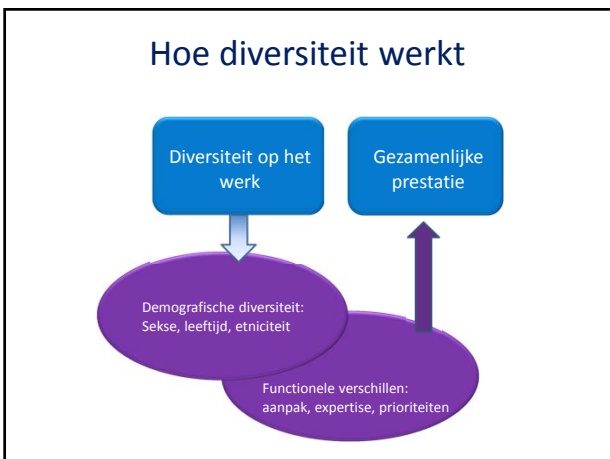 Hoe diversiteit werkt
Diversiteit op het
werk
Gezamenlijke
prestatie
Demografische diversiteit:
Sekse, leeftijd, etniciteit
Functionele verschillen:
aanpak, expertise, prioriteiten